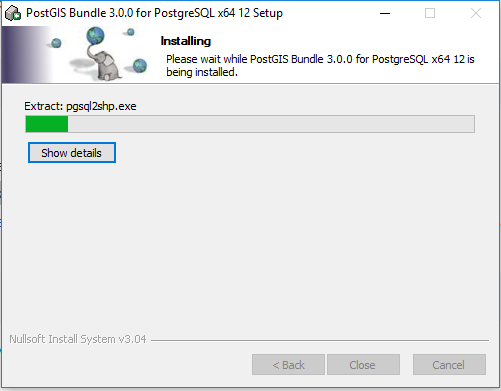 PostGIS Bundle 3.0.0 for PostgreSQL x64 12 Setup
Installing
Please wait while PostGIS Bundle 3.0.0 for PostgreSQL x64 12 is
being installed.
Extract: pgsql2shp.exe
Show details
Nullsoft Install System v3.04
< Back
Close
Cancel